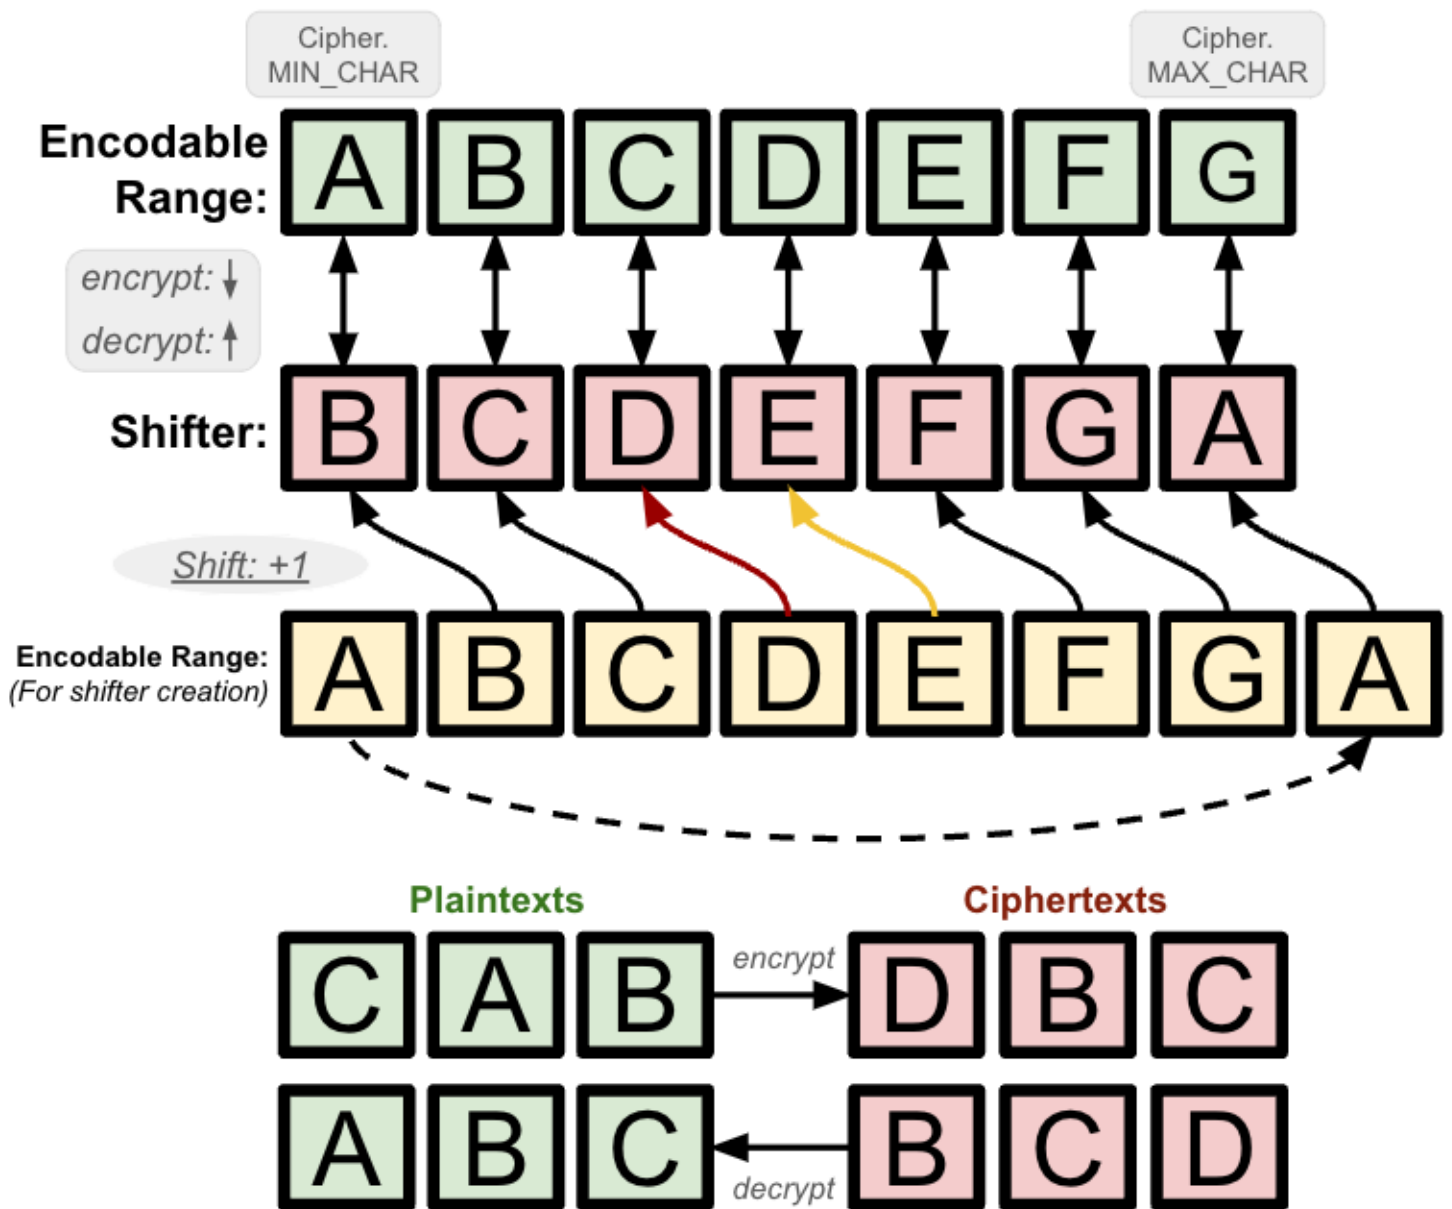 Cipher.
MIN_CHAR
Cipher.
MAX_CHAR
Encodable
Range:
A B C D E F G
encrypt: ↓
decrypt: ↑
Shifter:
B C D E F G A
Shift: +1
Encodable Range:
(For shifter creation)
A B C D E F G A
Plaintexts
Ciphertexts
C A B encrypt D B C
A B C decrypt B C D